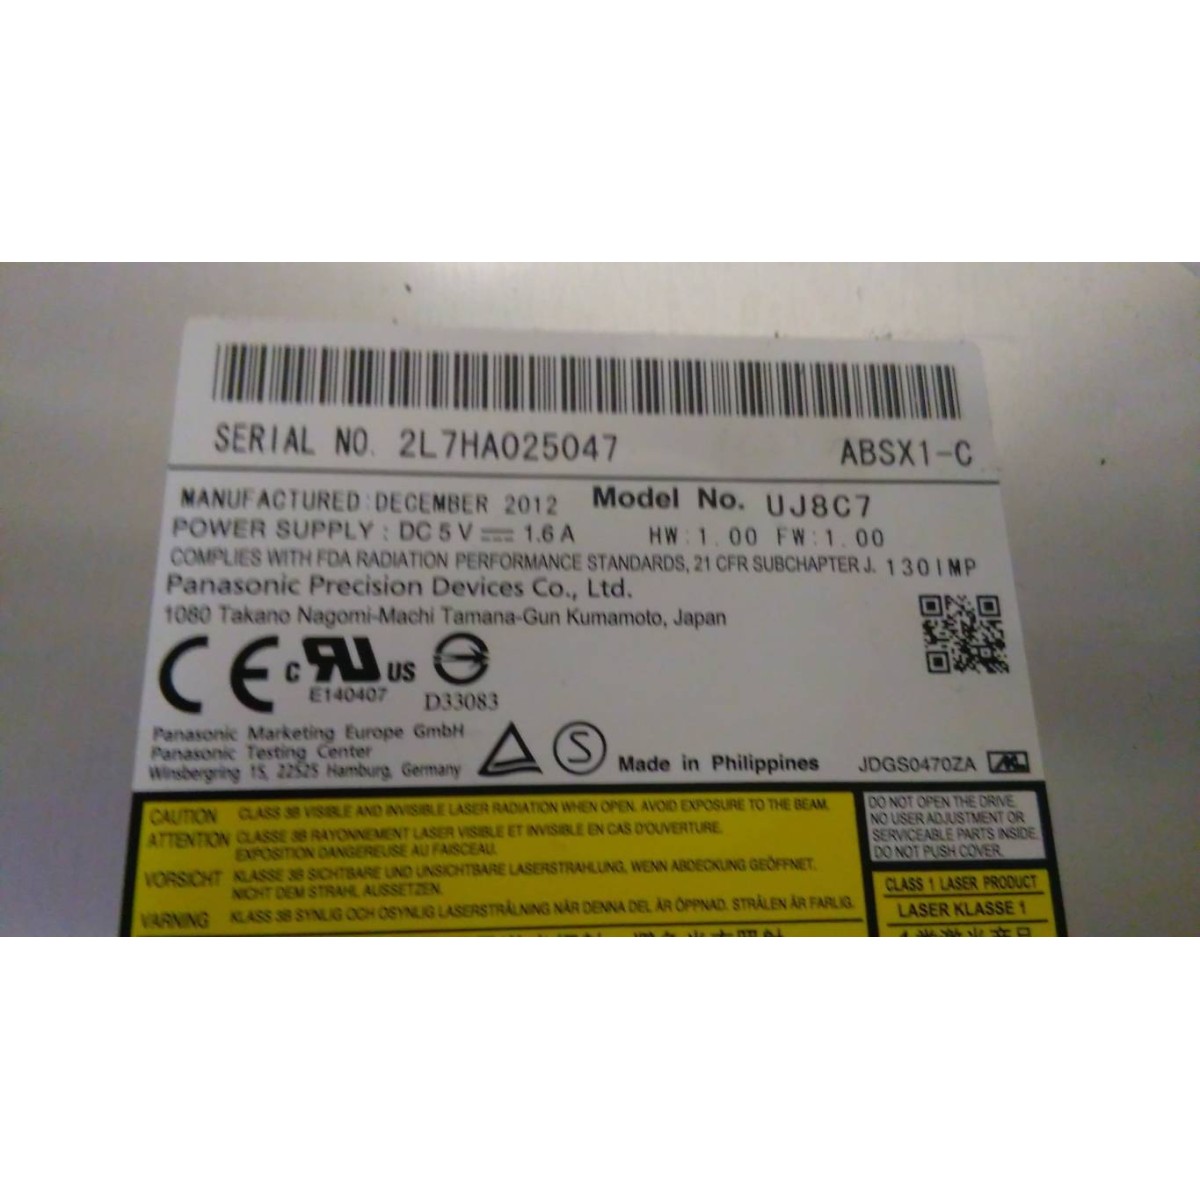 SERIAL NO. 2L7HA025047 ABSX1-C
MANUFACTURED:DECEMBER 2012 Model No. UJ8C7
POWER SUPPLY : DC 5 V ⎓ 1.6 A HW:1.00 FW:1.00
COMPLIES WITH FDA RADIATION PERFORMANCE STANDARDS, 21 CFR SUBCHAPTER J. 130IMP
Panasonic Precision Devices Co., Ltd.
1080 Takano Nagomi-Machi Tamana-Gun Kumamoto, Japan
CE c RU US
E140407 D33083
Panasonic Marketing Europe GmbH
Panasonic Testing Center
Winsbergring 15, 22525 Hamburg, Germany
S Made in Philippines JDGS0470ZA
CAUTION CLASS 3B VISIBLE AND INVISIBLE LASER RADIATION WHEN OPEN. AVOID EXPOSURE TO THE BEAM.
ATTENTION CLASSE 3B RAYONNEMENT LASER VISIBLE ET INVISIBLE EN CAS D'OUVERTURE.
EXPOSITION DANGEREUSE AU FAISCEAU.
VORSICHT KLASSE 3B SICHTBARE UND UNSICHTBARE LASERSTRAHLUNG, WENN ABDECKUNG GEÖFFNET.
NICHT DEM STRAHL AUSSETZEN.
VARNING KLASS 3B SYNLIG OCH OSYNLIG LASERSTRÅLNING NÄR DENNA DEL ÄR ÖPPNAD. STRÅLEN ÄR FARLIG.
DO NOT OPEN THE DRIVE.
NO USER ADJUSTMENT OR
SERVICEABLE PARTS INSIDE.
DO NOT PUSH COVER.
CLASS 1 LASER PRODUCT
LASER KLASSE 1